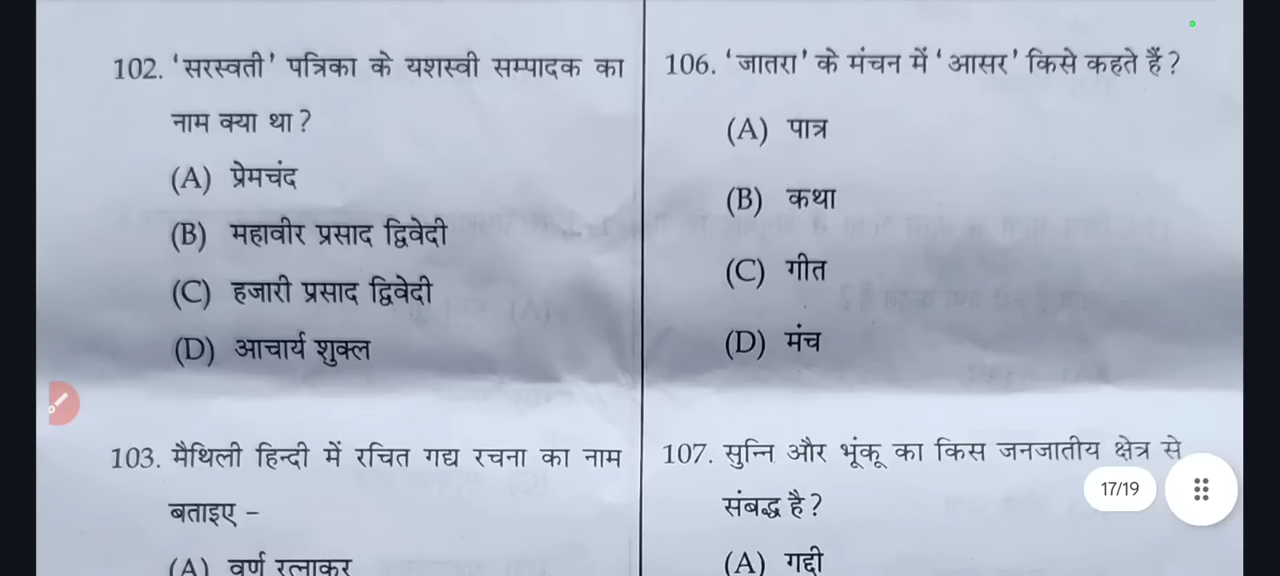 102. ‘सरस्वती’ पत्रिका के यशस्वी सम्पादक का
नाम क्या था?
(A) प्रेमचंद
(B) महावीर प्रसाद द्विवेदी
(C) हजारी प्रसाद द्विवेदी
(D) आचार्य शुक्ल
103. मैथिली हिन्दी में रचित गद्य रचना का नाम
बताइए –
(A) वर्ण रत्नाकर
106. ‘जातरा’ के मंचन में ‘आसर’ किसे कहते हैं?
(A) पात्र
(B) कथा
(C) गीत
(D) मंच
107. सुन्नि और भूंकू का किस जनजातीय क्षेत्र से
संबद्ध है?
(A) गद्दी
17/19